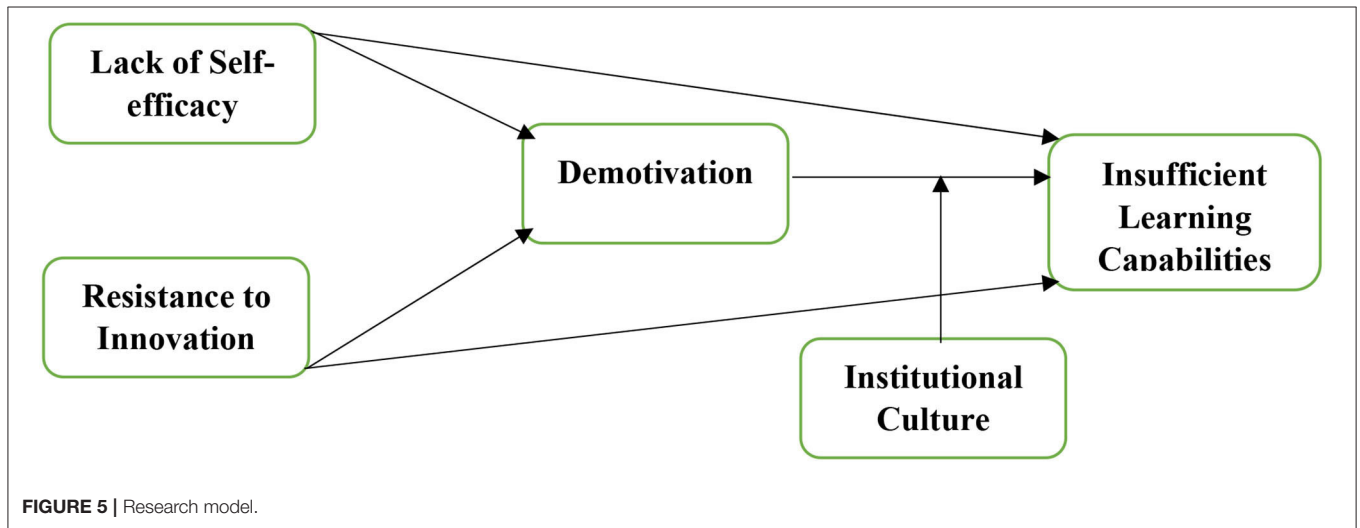 Lack of Self-
efficacy
Demotivation
Insufficient
Learning
Capabilities
Resistance to
Innovation
Institutional
Culture
FIGURE 5 | Research model.